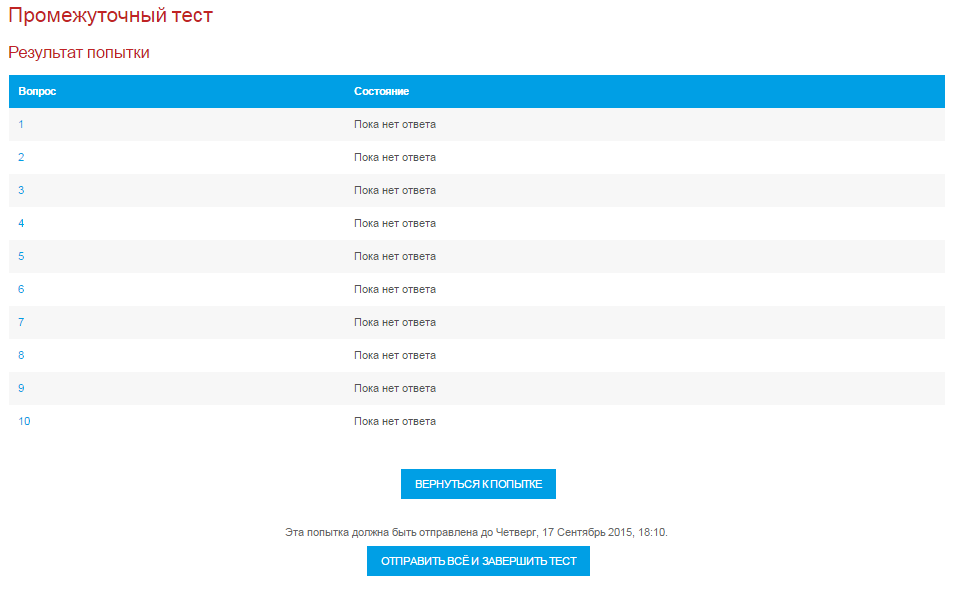 Промежуточный тест
Результат попытки
Вопрос Состояние
1 Пока нет ответа
2 Пока нет ответа
3 Пока нет ответа
4 Пока нет ответа
5 Пока нет ответа
6 Пока нет ответа
7 Пока нет ответа
8 Пока нет ответа
9 Пока нет ответа
10 Пока нет ответа
ВЕРНУТЬСЯ К ПОПЫТКЕ
Эта попытка должна быть отправлена до Четверг, 17 Сентябрь 2015, 18:10.
ОТПРАВИТЬ ВСЁ И ЗАВЕРШИТЬ ТЕСТ